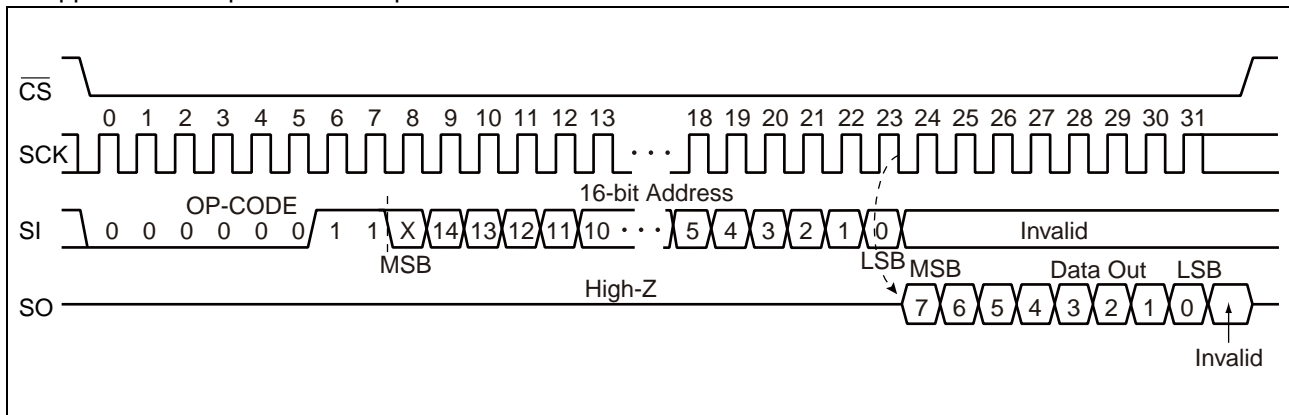 CS
0 1 2 3 4 5 6 7 8 9 10 11 12 13 18 19 20 21 22 23 24 25 26 27 28 29 30 31
SCK
OP-CODE
16-bit Address
SI
0 0 0 0 0 0 1 1 X 14 13 12 11 10 · · · 5 4 3 2 1 0 Invalid
MSB
LSB
MSB
Data Out
LSB
High-Z
SO
7 6 5 4 3 2 1 0
Invalid